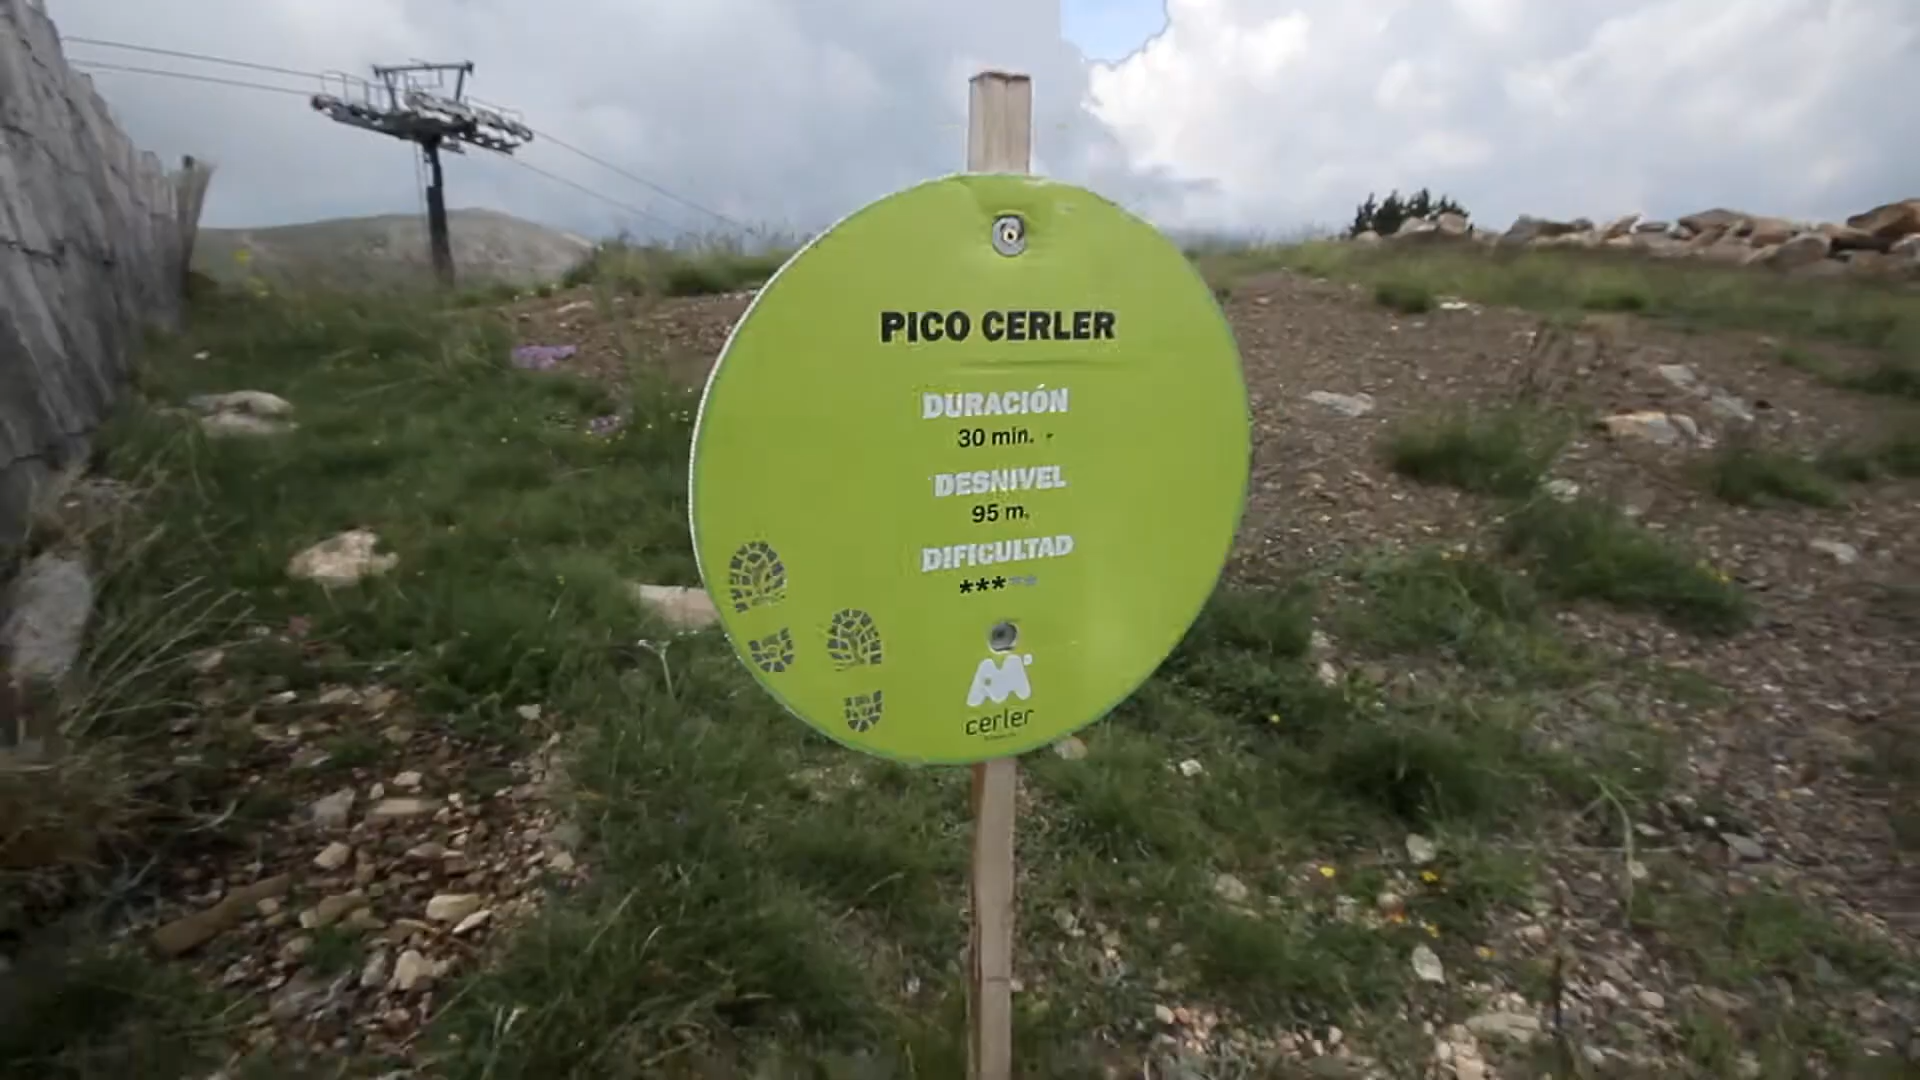 PICO CERLER
DURACIÓN
30 min.
DESNIVEL
95 m.
DIFICULTAD
*****
cerler